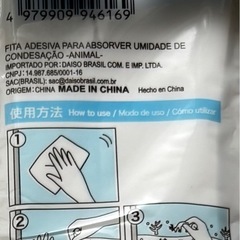 4 979909 946169
FITA ADESIVA PARA ABSORVER UMIDADE DE
CONDESAÇÃO -ANIMAL-
IMPORTADO POR: DAISO BRASIL COM. E IMP. LTDA.
CNPJ : 14.987.685/0001-16
SAC(BRASIL): sac@daisobrasil.com.br
ORIGEM: CHINA MADE IN CHINA Hecho en China
使用方法 How to use / Modo de uso / Como utilizar
1
2
3